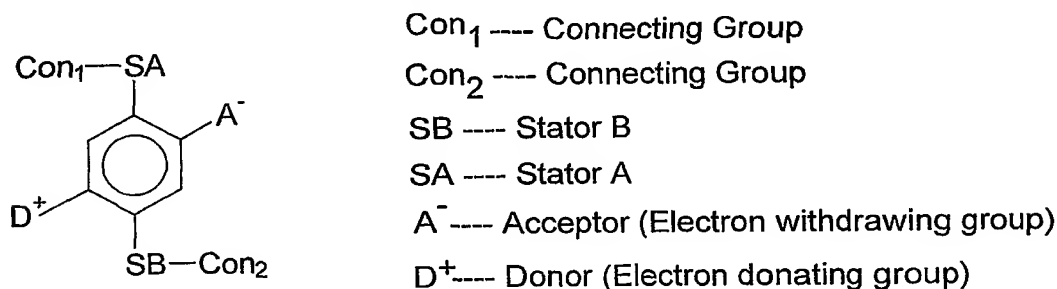 Con₁—SA
A⁻
D⁺
SB—Con₂
Con₁ ---- Connecting Group
Con₂ ---- Connecting Group
SB ---- Stator B
SA ---- Stator A
A⁻ ---- Acceptor (Electron withdrawing group)
D⁺---- Donor (Electron donating group)